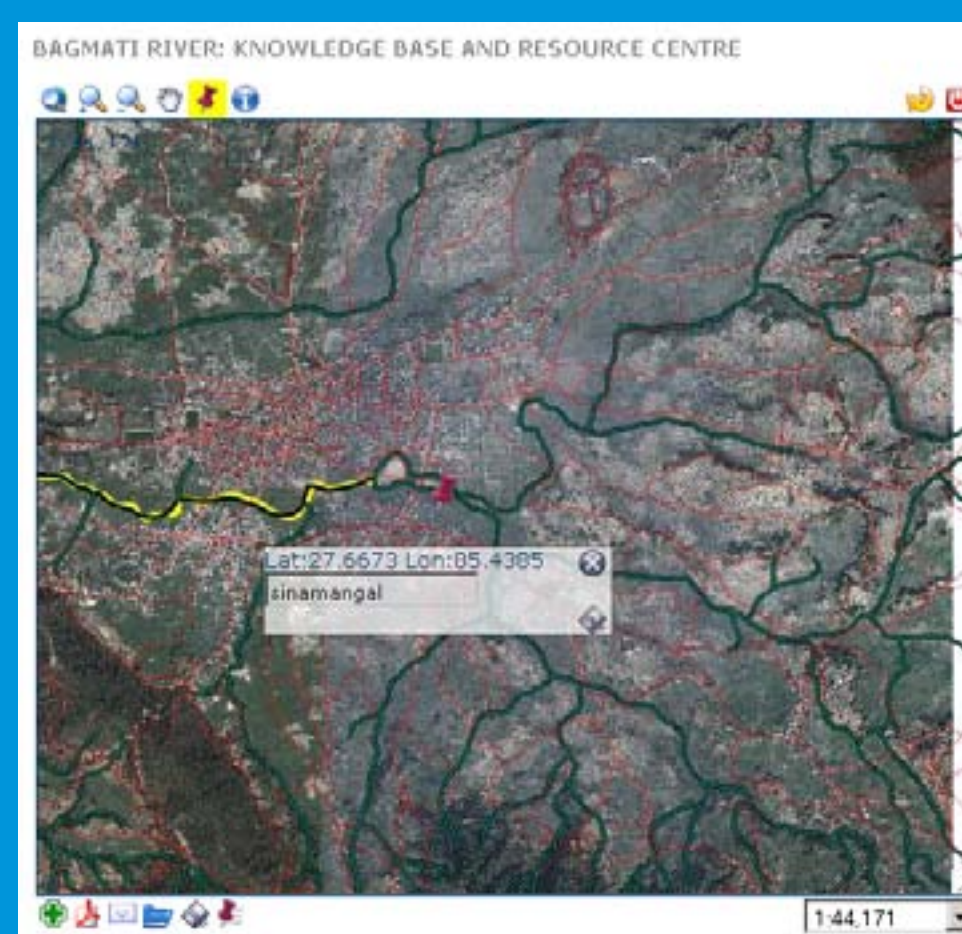 BAGMATI RIVER: KNOWLEDGE BASE AND RESOURCE CENTRE
Lat:27.6673 Lon:85.4385
sinamangal
1:44,171